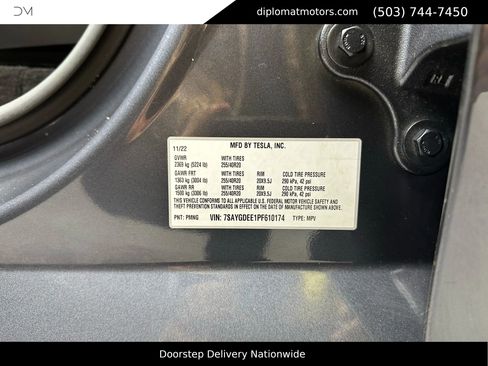 DM
diplomatmotors.com (503) 744-7450
11/22 MFD BY TESLA, INC.
GVWR WITH TIRES
2369 kg (5224 lb) 255/40R20
GAWR FRT WITH TIRES RIM COLD TIRE PRESSURE
1363 kg (3004 lb) 255/40R20 20X9.5J 290 kPa, 42 psi
GAWR RR WITH TIRES RIM COLD TIRE PRESSURE
1500 kg (3306 lb) 255/40R20 20X9.5J 290 kPa, 42 psi
THIS VEHICLE CONFORMS TO ALL APPLICABLE U.S. FEDERAL MOTOR VEHICLE SAFETY AND
THEFT PREVENTION STANDARDS IN EFFECT ON THE DATE OF MANUFACTURE SHOWN ABOVE.
PNT: PMNG VIN: 7SAYGDEE1PF610174 TYPE: MPV
Doorstep Delivery Nationwide